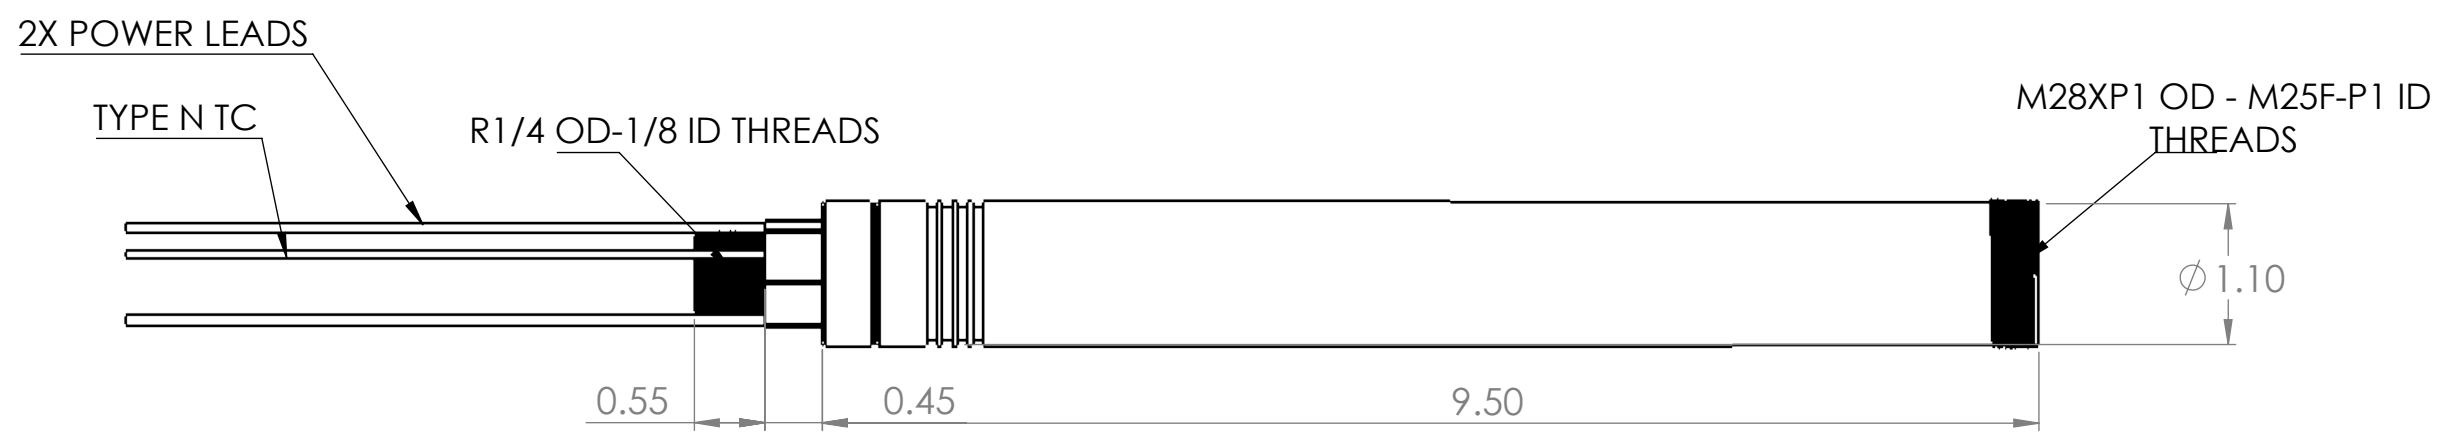 2X POWER LEADS
TYPE N TC
R1/4 OD-1/8 ID THREADS
M28XP1 OD - M25F-P1 ID
THREADS
∅ 1.10
0.55
0.45
9.50